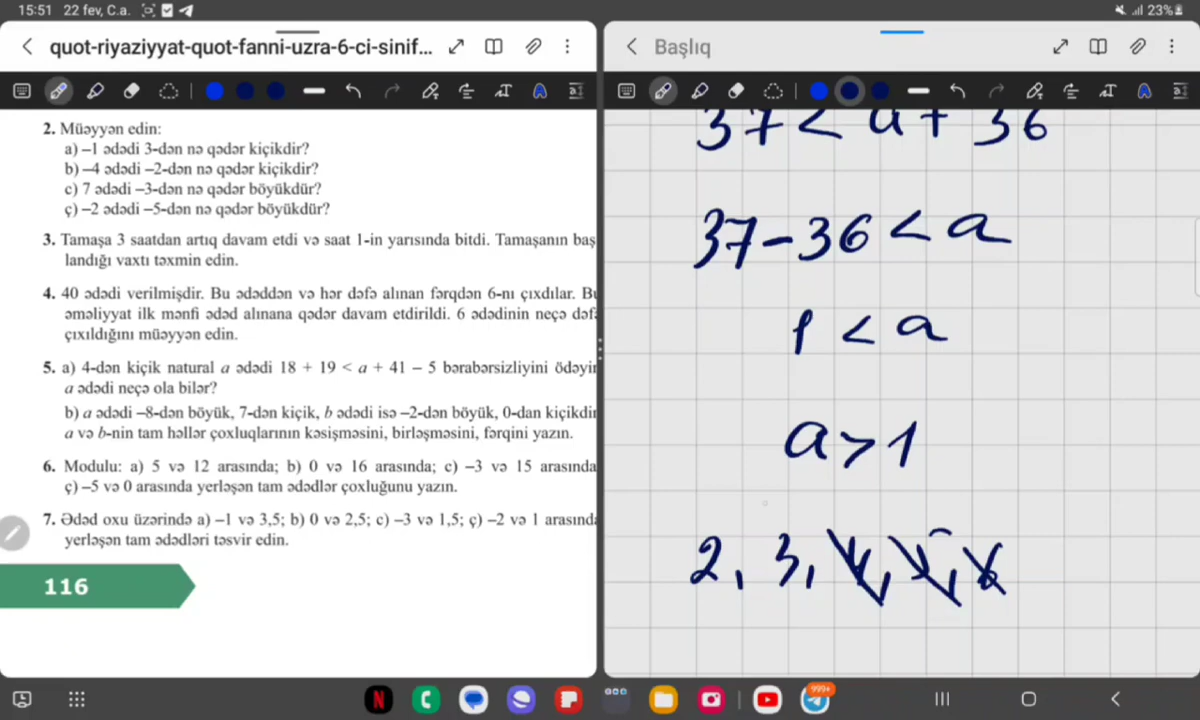 15:51 22 fev, C.a. 23%
quot-riyaziyyat-quot-fanni-uzra-6-ci-sinif...
2. Müəyyən edin:
a) –1 ədədi 3-dən nə qədər kiçikdir?
b) –4 ədədi –2-dən nə qədər kiçikdir?
c) 7 ədədi –3-dən nə qədər böyükdür?
ç) –2 ədədi –5-dən nə qədər böyükdür?
3. Tamaşa 3 saatdan artıq davam etdi və saat 1-in yarısında bitdi. Tamaşanın baş
landığı vaxtı təxmin edin.
4. 40 ədədi verilmişdir. Bu ədəddən və hər dəfə alınan fərqdən 6-nı çıxdılar. Bu
əməliyyat ilk mənfi ədəd alınana qədər davam etdirildi. 6 ədədinin neçə dəf
çıxıldığını müəyyən edin.
5. a) 4-dən kiçik natural a ədədi 18 + 19 < a + 41 – 5 bərabərsizliyini ödəyir
a ədədi neçə ola bilər?
b) a ədədi –8-dən böyük, 7-dən kiçik, b ədədi isə –2-dən böyük, 0-dan kiçikdir
a və b-nin tam həllər çoxluqlarının kəsişməsini, birləşməsini, fərqini yazın.
6. Modulu: a) 5 və 12 arasında; b) 0 və 16 arasında; c) –3 və 15 arasında
ç) –5 və 0 arasında yerləşən tam ədədlər çoxluğunu yazın.
7. Ədəd oxu üzərində a) –1 və 3,5; b) 0 və 2,5; c) –3 və 1,5; ç) –2 və 1 arasında
yerləşən tam ədədləri təsvir edin.
116
Başlıq
37 < a + 36
37 – 36 < a
1 < a
a > 1
2, 3, 4, 5, 6
999+